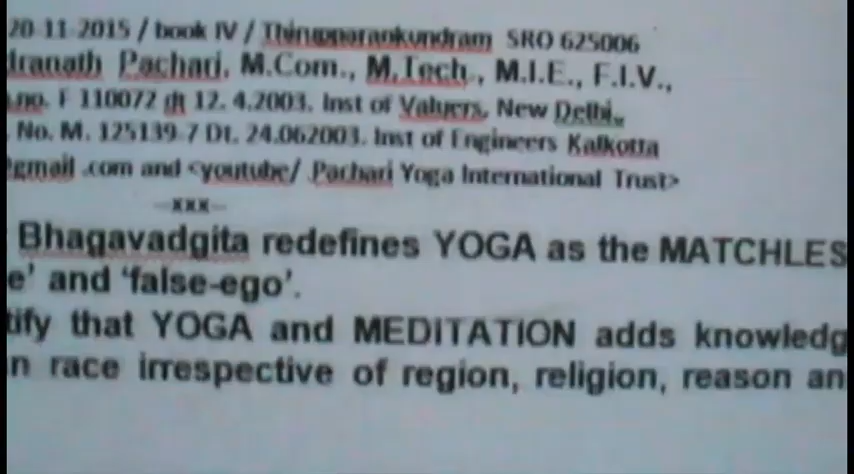 20-11-2015 / book IV / Thirupparankundram SRO 625006
dranath Pachari, M.Com., M.Tech., M.I.E., F.I.V.,
.no. F 110072 dt 12. 4.2003. Inst of Valuers, New Delhi,
. No. M. 125139-7 Dt. 24.062003. Inst of Engineers Kalkotta
gmail .com and <youtube/ Pachari Yoga International Trust>
--xxx--
Bhagavadgita redefines YOGA as the MATCHLES
e' and 'false-ego'.
tify that YOGA and MEDITATION adds knowledg
n race irrespective of region, religion, reason an